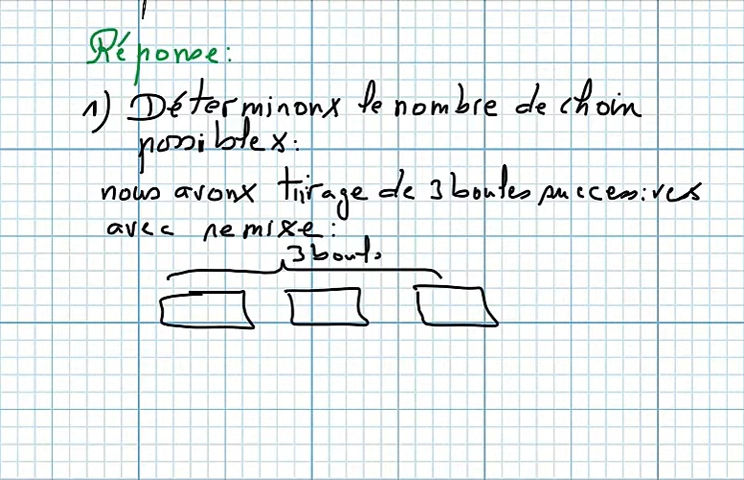 Réponse:
1) Déterminons le nombre de choix
possibles:
nous avons tirage de 3 boules successives
avec remise:
3 boules